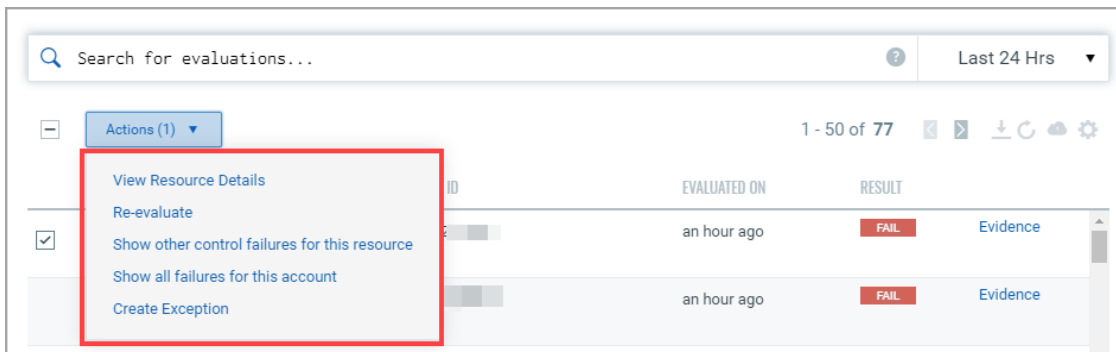 Search for evaluations...
?
Last 24 Hrs
Actions (1)
1 - 50 of 77
View Resource Details
Re-evaluate
Show other control failures for this resource
Show all failures for this account
Create Exception
ID
EVALUATED ON
RESULT
an hour ago
FAIL
Evidence
an hour ago
FAIL
Evidence